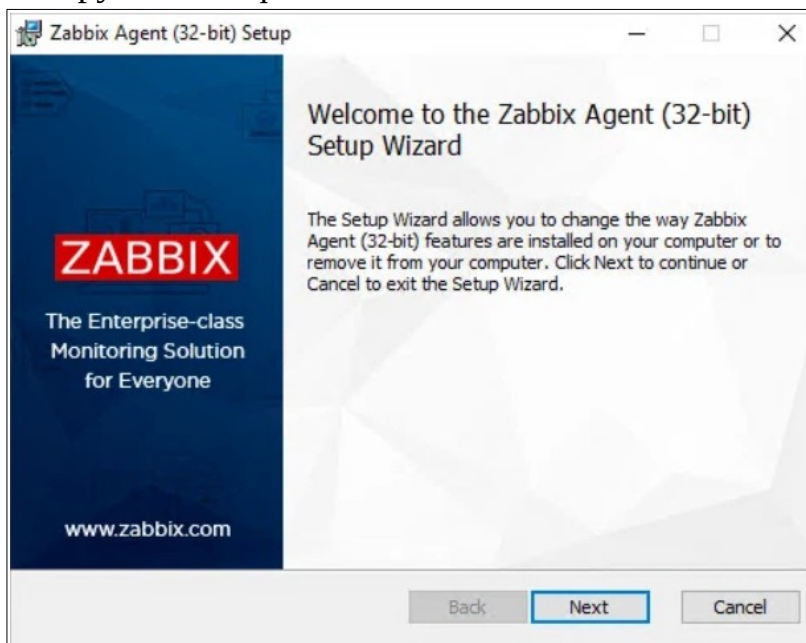 Zabbix Agent (32-bit) Setup
Welcome to the Zabbix Agent (32-bit)
Setup Wizard
The Setup Wizard allows you to change the way Zabbix
Agent (32-bit) features are installed on your computer or to
remove it from your computer. Click Next to continue or
Cancel to exit the Setup Wizard.
ZABBIX
The Enterprise-class
Monitoring Solution
for Everyone
www.zabbix.com
Back Next Cancel